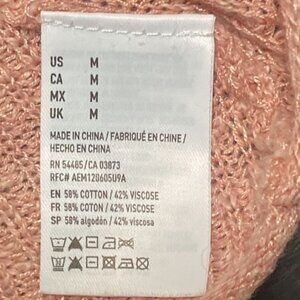 US M
CA M
MX M
UK M
MADE IN CHINA / FABRIQUÉ EN CHINE /
HECHO EN CHINA
RN 54485/CA 03873
RFC# AEM120605U9A
EN 58% COTTON / 42% VISCOSE
FR 58% COTON / 42% VISCOSE
SP 58% algodón / 42% viscosa